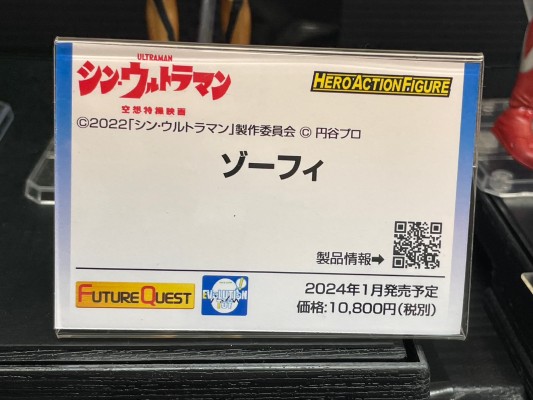 ULTRAMAN
シン・ウルトラマン
空想特撮映画
HERO ACTION FIGURE
©2022「シン・ウルトラマン」製作委員会 © 円谷プロ
ゾーフィ
製品情報➡
FUTURE QUEST
EVOLUTION
2024年1月発売予定
価格:10,800円(税別)